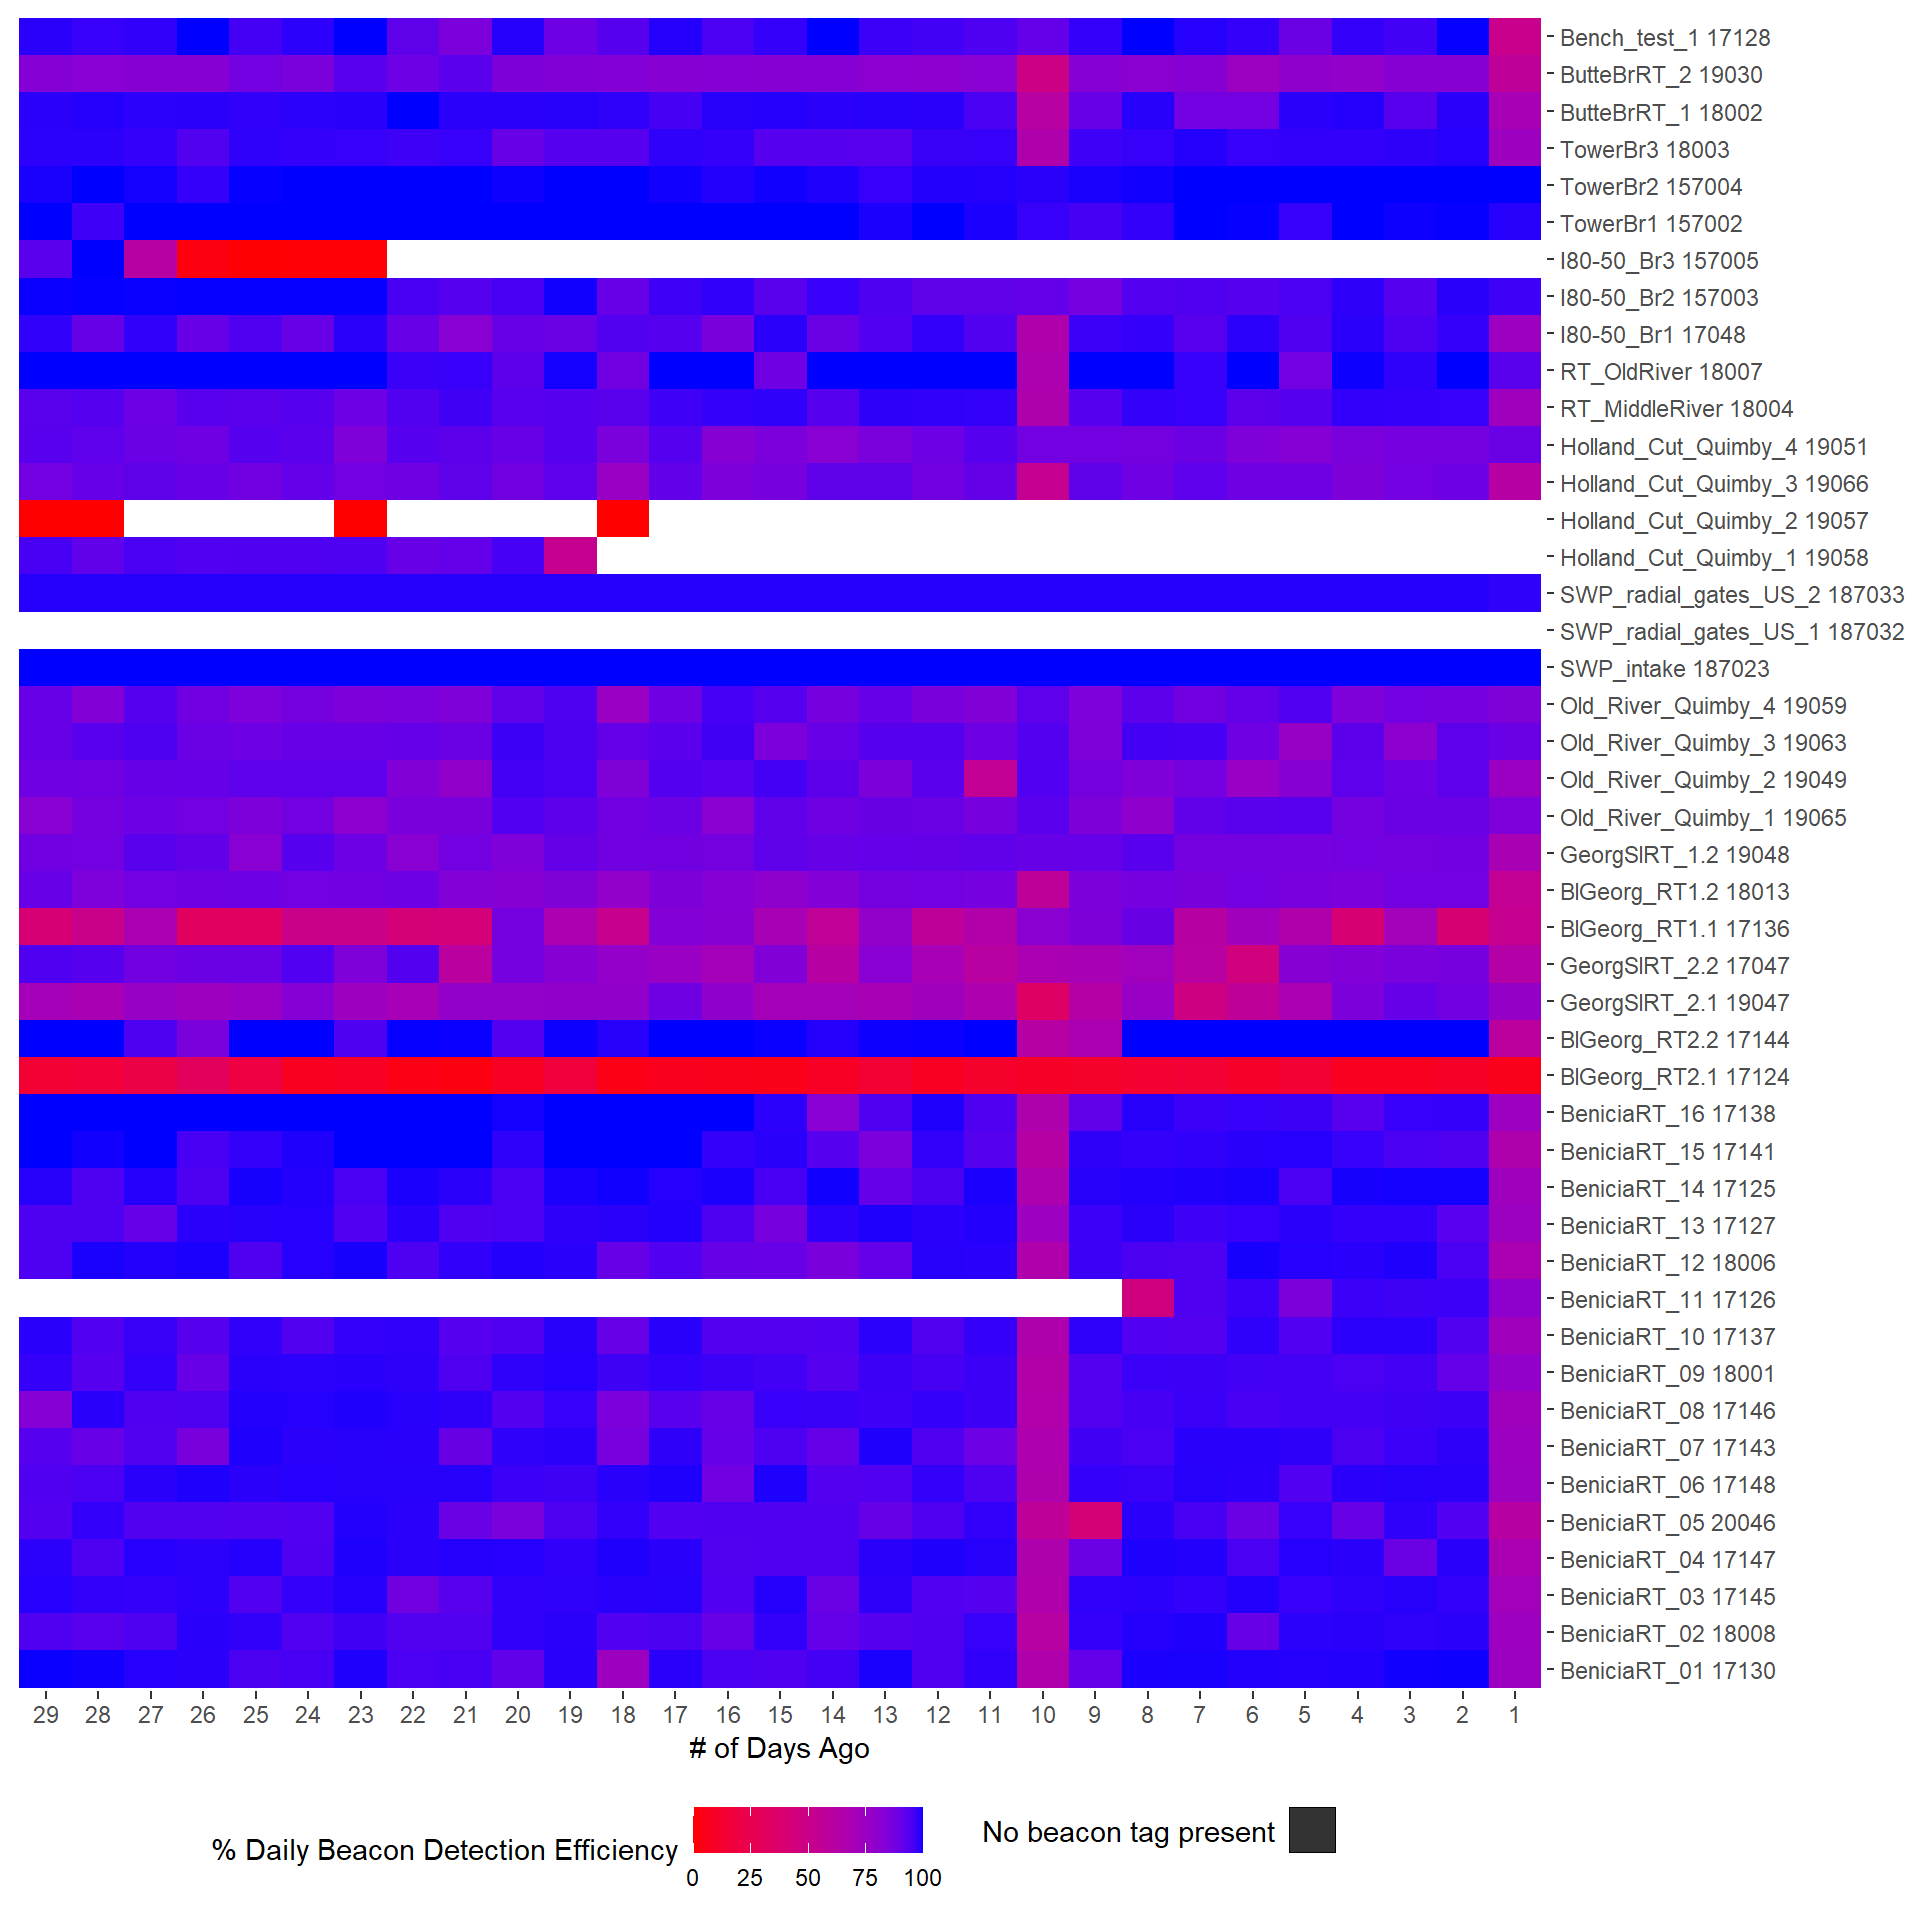 Bench_test_1 17128
ButteBrRT_2 19030
ButteBrRT_1 18002
TowerBr3 18003
TowerBr2 157004
TowerBr1 157002
I80-50_Br3 157005
I80-50_Br2 157003
I80-50_Br1 17048
RT_OldRiver 18007
RT_MiddleRiver 18004
Holland_Cut_Quimby_4 19051
Holland_Cut_Quimby_3 19066
Holland_Cut_Quimby_2 19057
Holland_Cut_Quimby_1 19058
SWP_radial_gates_US_2 187033
SWP_radial_gates_US_1 187032
SWP_intake 187023
Old_River_Quimby_4 19059
Old_River_Quimby_3 19063
Old_River_Quimby_2 19049
Old_River_Quimby_1 19065
GeorgSlRT_1.2 19048
BlGeorg_RT1.2 18013
BlGeorg_RT1.1 17136
GeorgSlRT_2.2 17047
GeorgSlRT_2.1 19047
BlGeorg_RT2.2 17144
BlGeorg_RT2.1 17124
BeniciaRT_16 17138
BeniciaRT_15 17141
BeniciaRT_14 17125
BeniciaRT_13 17127
BeniciaRT_12 18006
BeniciaRT_11 17126
BeniciaRT_10 17137
BeniciaRT_09 18001
BeniciaRT_08 17146
BeniciaRT_07 17143
BeniciaRT_06 17148
BeniciaRT_05 20046
BeniciaRT_04 17147
BeniciaRT_03 17145
BeniciaRT_02 18008
BeniciaRT_01 17130
29 28 27 26 25 24 23 22 21 20 19 18 17 16 15 14 13 12 11 10 9 8 7 6 5 4 3 2 1
# of Days Ago
% Daily Beacon Detection Efficiency
0 25 50 75 100
No beacon tag present